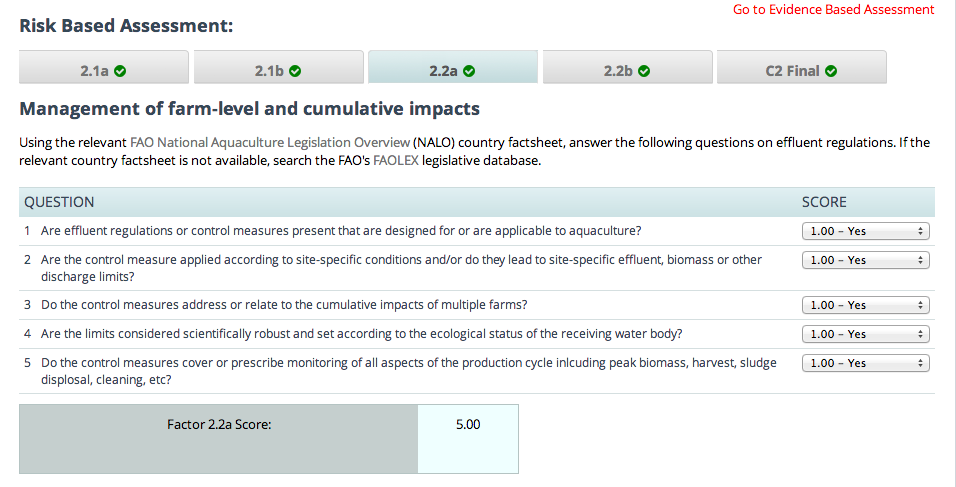 Go to Evidence Based Assessment
Risk Based Assessment:
2.1a
2.1b
2.2a
2.2b
C2 Final
Management of farm-level and cumulative impacts
Using the relevant FAO National Aquaculture Legislation Overview (NALO) country factsheet, answer the following questions on effluent regulations. If the
relevant country factsheet is not available, search the FAO's FAOLEX legislative database.
QUESTION SCORE
1 Are effluent regulations or control measures present that are designed for or are applicable to aquaculture? 1.00 – Yes
2 Are the control measure applied according to site-specific conditions and/or do they lead to site-specific effluent, biomass or other 1.00 – Yes
discharge limits?
3 Do the control measures address or relate to the cumulative impacts of multiple farms? 1.00 – Yes
4 Are the limits considered scientifically robust and set according to the ecological status of the receiving water body? 1.00 – Yes
5 Do the control measures cover or prescribe monitoring of all aspects of the production cycle inlcuding peak biomass, harvest, sludge 1.00 – Yes
displosal, cleaning, etc?
Factor 2.2a Score: 5.00